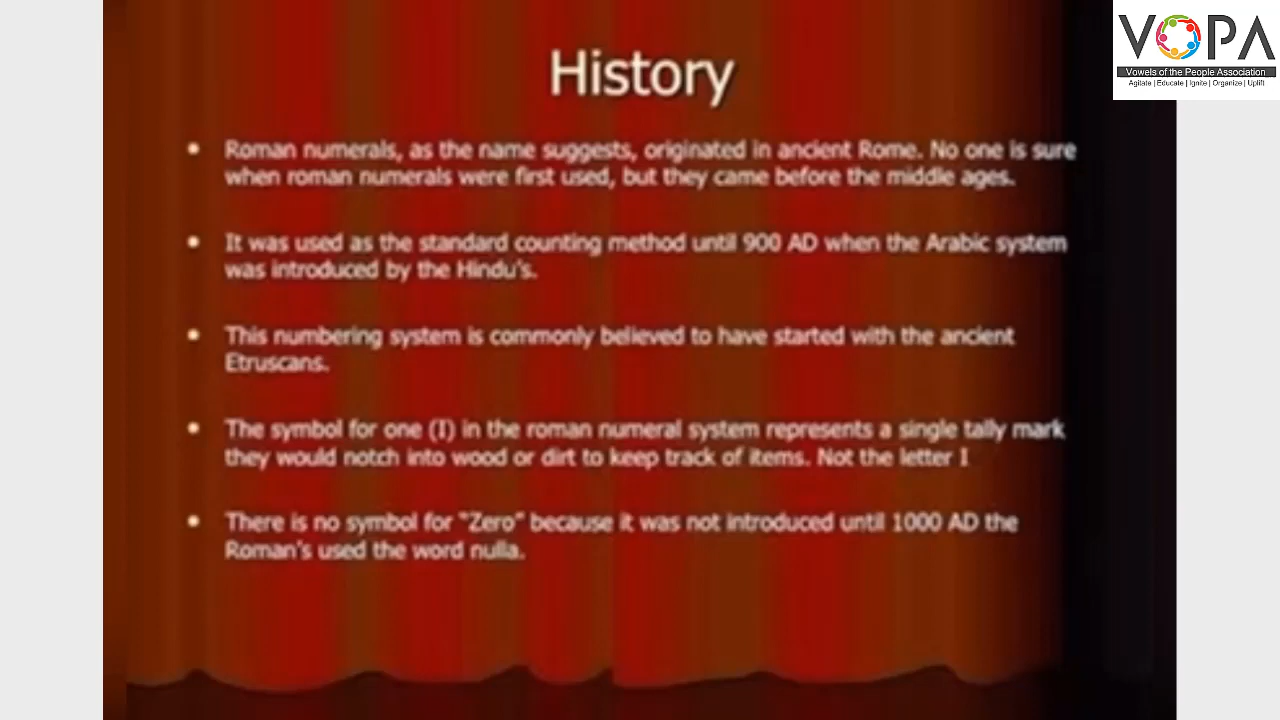 VOPA
Vowels of the People Association
Agitate | Educate | Ignite | Organize | Uplift
History
• Roman numerals, as the name suggests, originated in ancient Rome. No one is sure
when roman numerals were first used, but they came before the middle ages.
• It was used as the standard counting method until 900 AD when the Arabic system
was introduced by the Hindu's.
• This numbering system is commonly believed to have started with the ancient
Etruscans.
• The symbol for one (I) in the roman numeral system represents a single tally mark
they would notch into wood or dirt to keep track of items. Not the letter I
• There is no symbol for "Zero" because it was not introduced until 1000 AD the
Roman's used the word nulla.